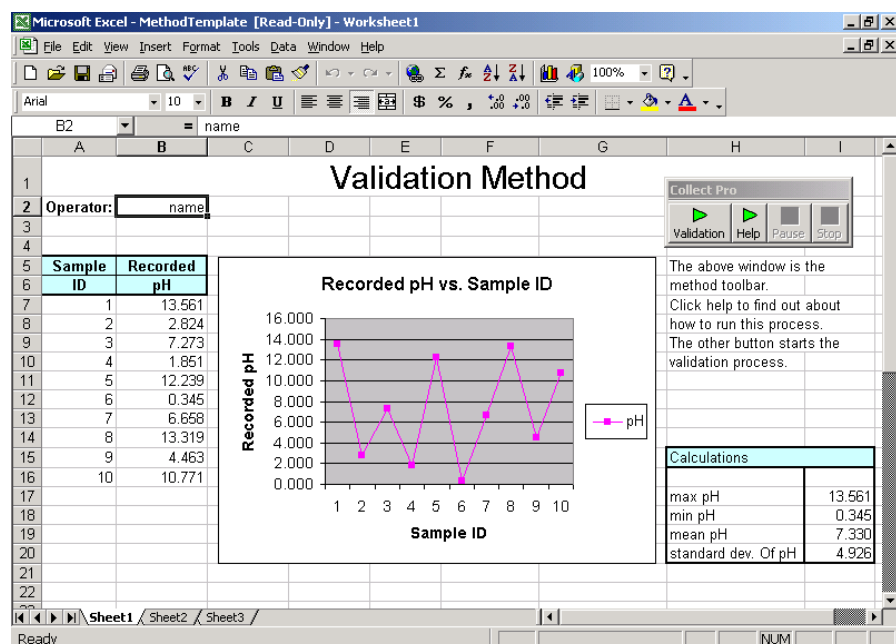 Microsoft Excel - MethodTemplate [Read-Only] - Worksheet1
File Edit View Insert Format Tools Data Window Help
100%
Arial 10 B I U $ % , .00
B2 = name
A B C D E F G H I
1 Validation Method
Collect Pro
2 Operator: name
3
Validation Help Pause Stop
4
5 Sample Recorded The above window is the
6 ID pH method toolbar.
7 1 13.561 Click help to find out about
8 2 2.824 how to run this process.
9 3 7.273 The other button starts the
10 4 1.851 validation process.
11 5 12.239
12 6 0.345
13 7 6.658
14 8 13.319
15 9 4.463
16 10 10.771
17
18
19
20
21
22
Recorded pH vs. Sample ID
Recorded pH
16.000
14.000
12.000
10.000
8.000
6.000
4.000
2.000
0.000
1 2 3 4 5 6 7 8 9 10
Sample ID
pH
Calculations
max pH 13.561
min pH 0.345
mean pH 7.330
standard dev. Of pH 4.926
Sheet1 Sheet2 Sheet3
Ready NUM